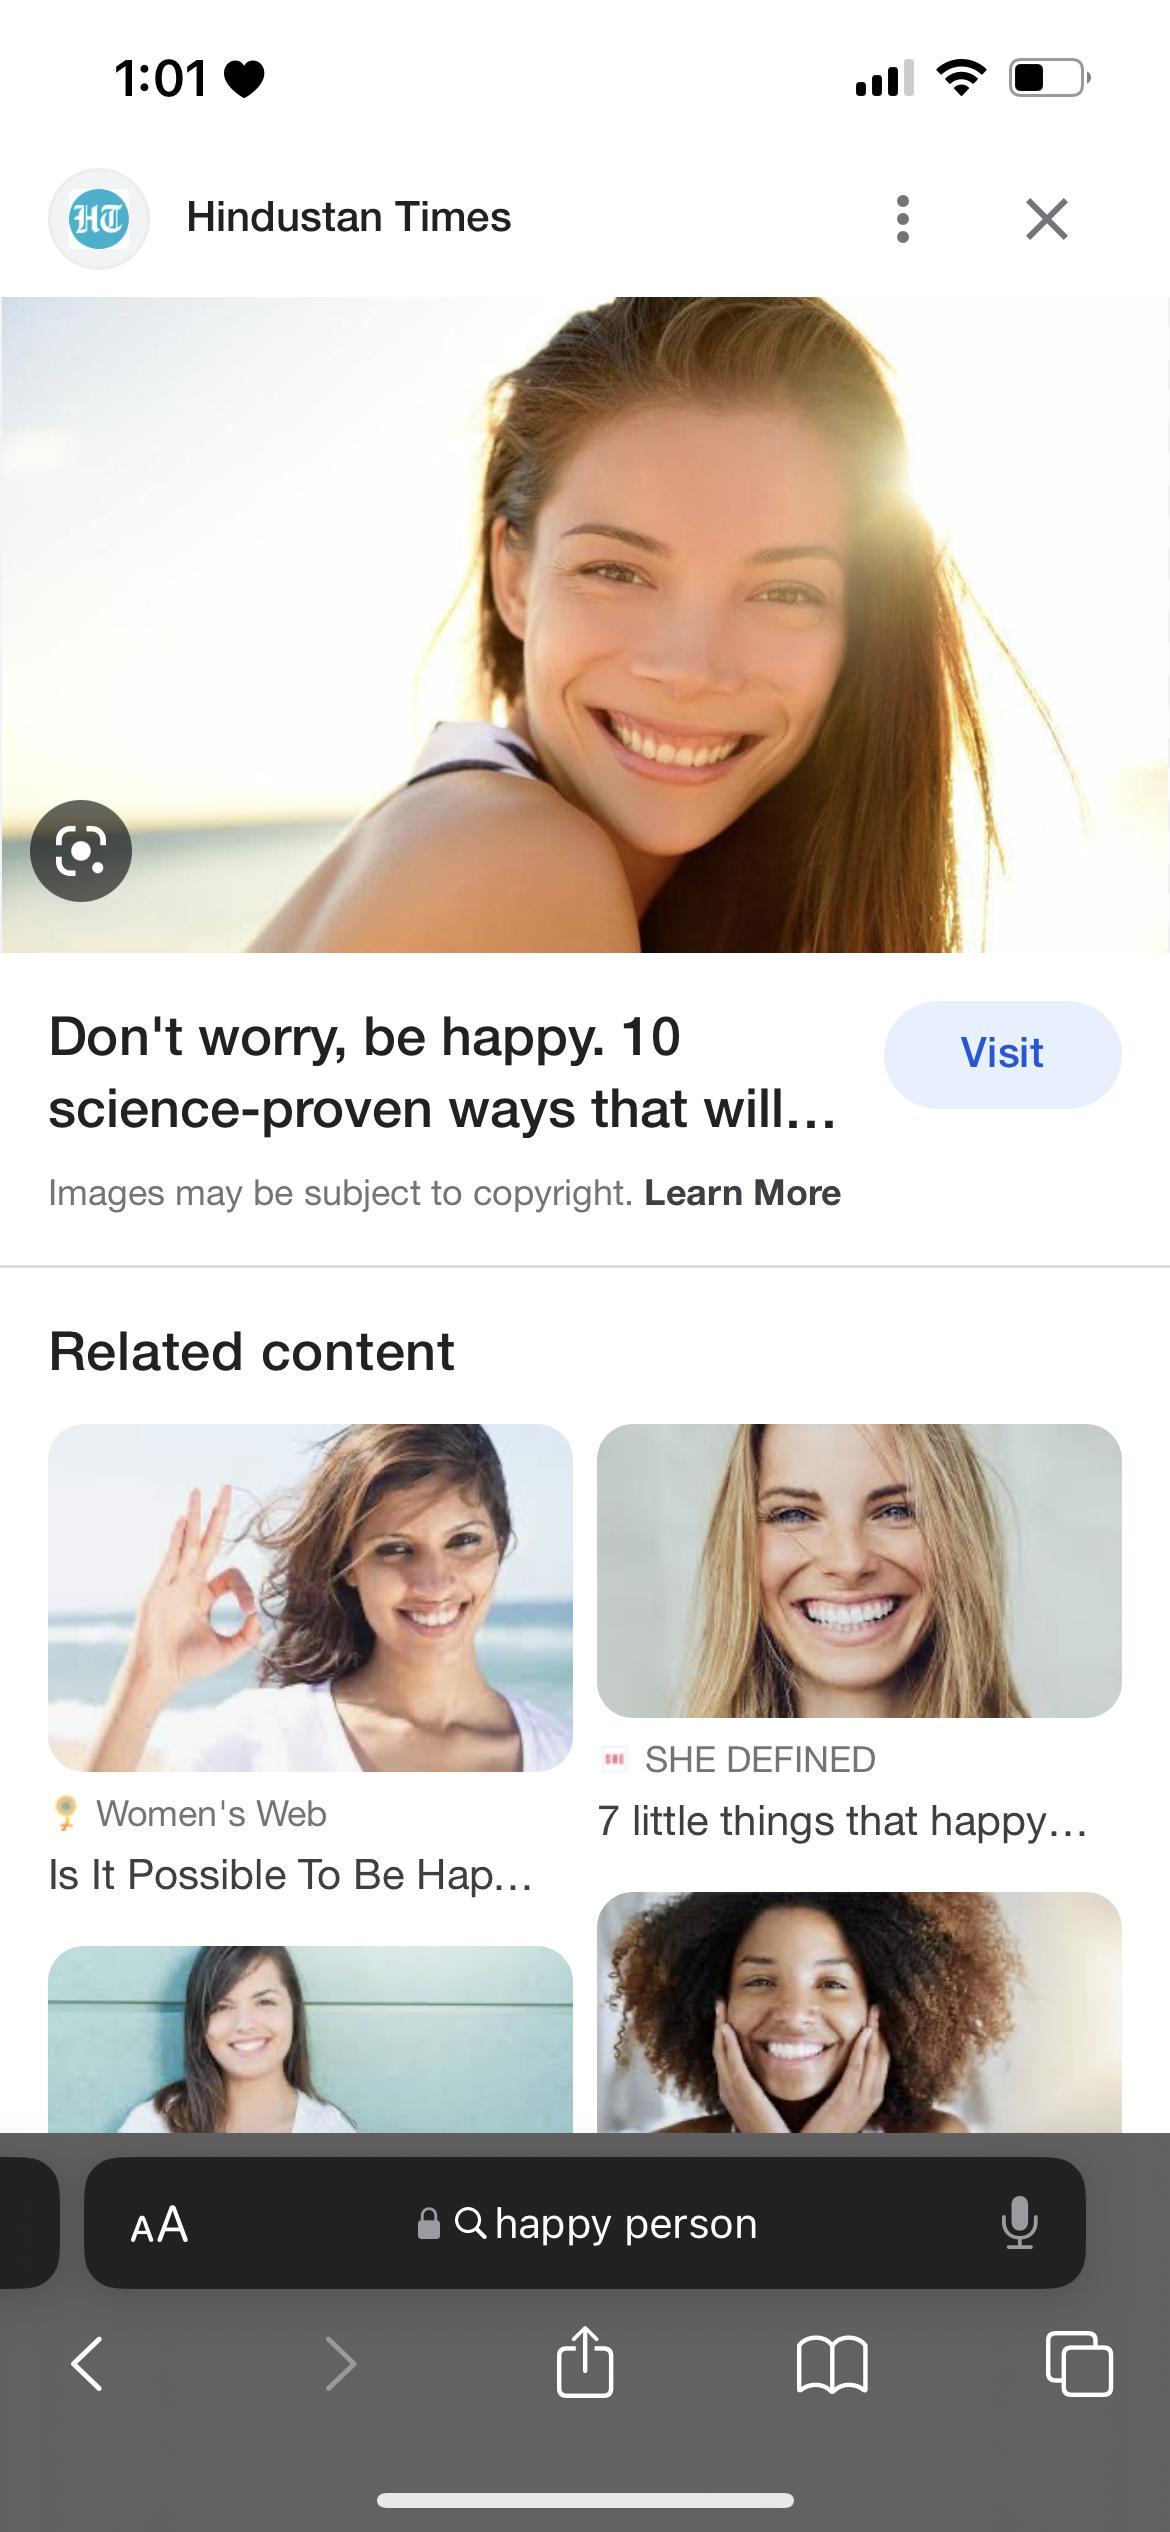 1:01
HT
Hindustan Times
Don't worry, be happy. 10
science-proven ways that will...
Visit
Images may be subject to copyright. Learn More
Related content
Women's Web
Is It Possible To Be Hap...
SHE DEFINED
7 little things that happy...
AA
happy person